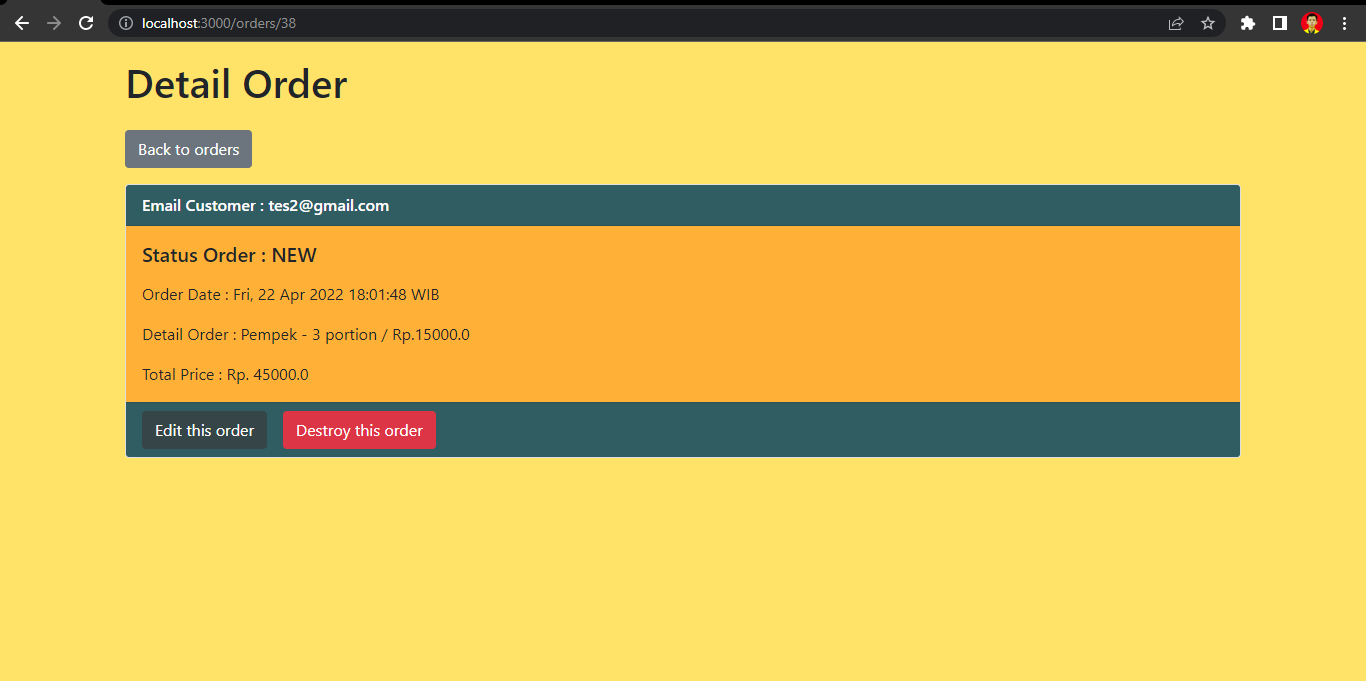 localhost:3000/orders/38
Detail Order
Back to orders
Email Customer : tes2@gmail.com
Status Order : NEW
Order Date : Fri, 22 Apr 2022 18:01:48 WIB
Detail Order : Pempek - 3 portion / Rp.15000.0
Total Price : Rp. 45000.0
Edit this order Destroy this order